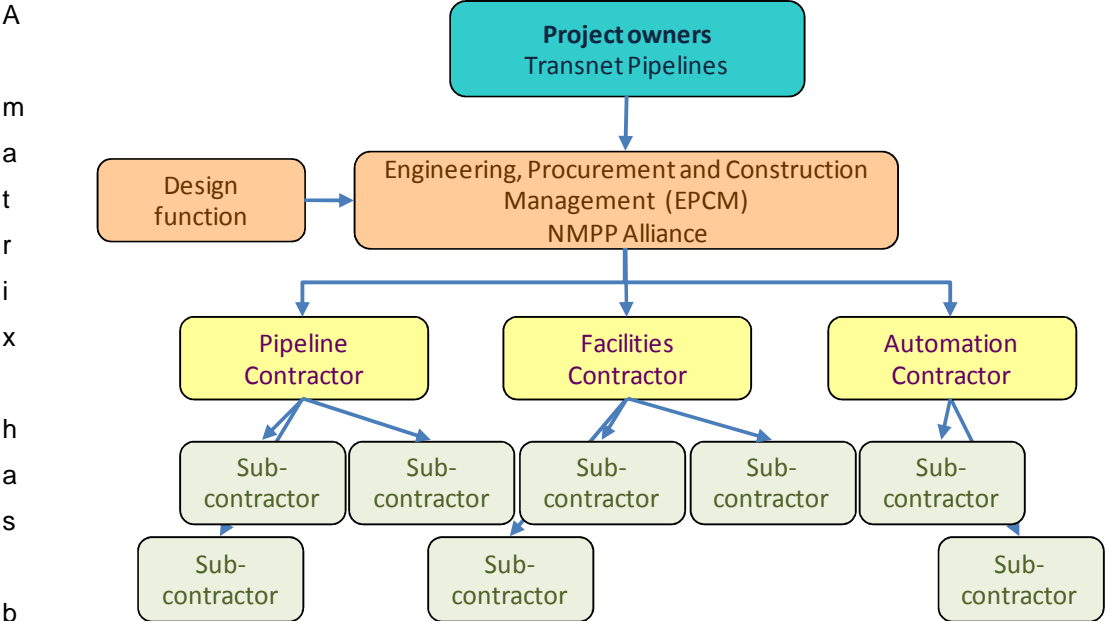 A
m
a
t
r
i
x
h
a
s
b
Project owners
Transnet Pipelines
Design
function
Engineering, Procurement and Construction
Management (EPCM)
NMPP Alliance
Pipeline
Contractor
Facilities
Contractor
Automation
Contractor
Sub-
contractor
Sub-
contractor
Sub-
contractor
Sub-
contractor
Sub-
contractor
Sub-
contractor
Sub-
contractor
Sub-
contractor